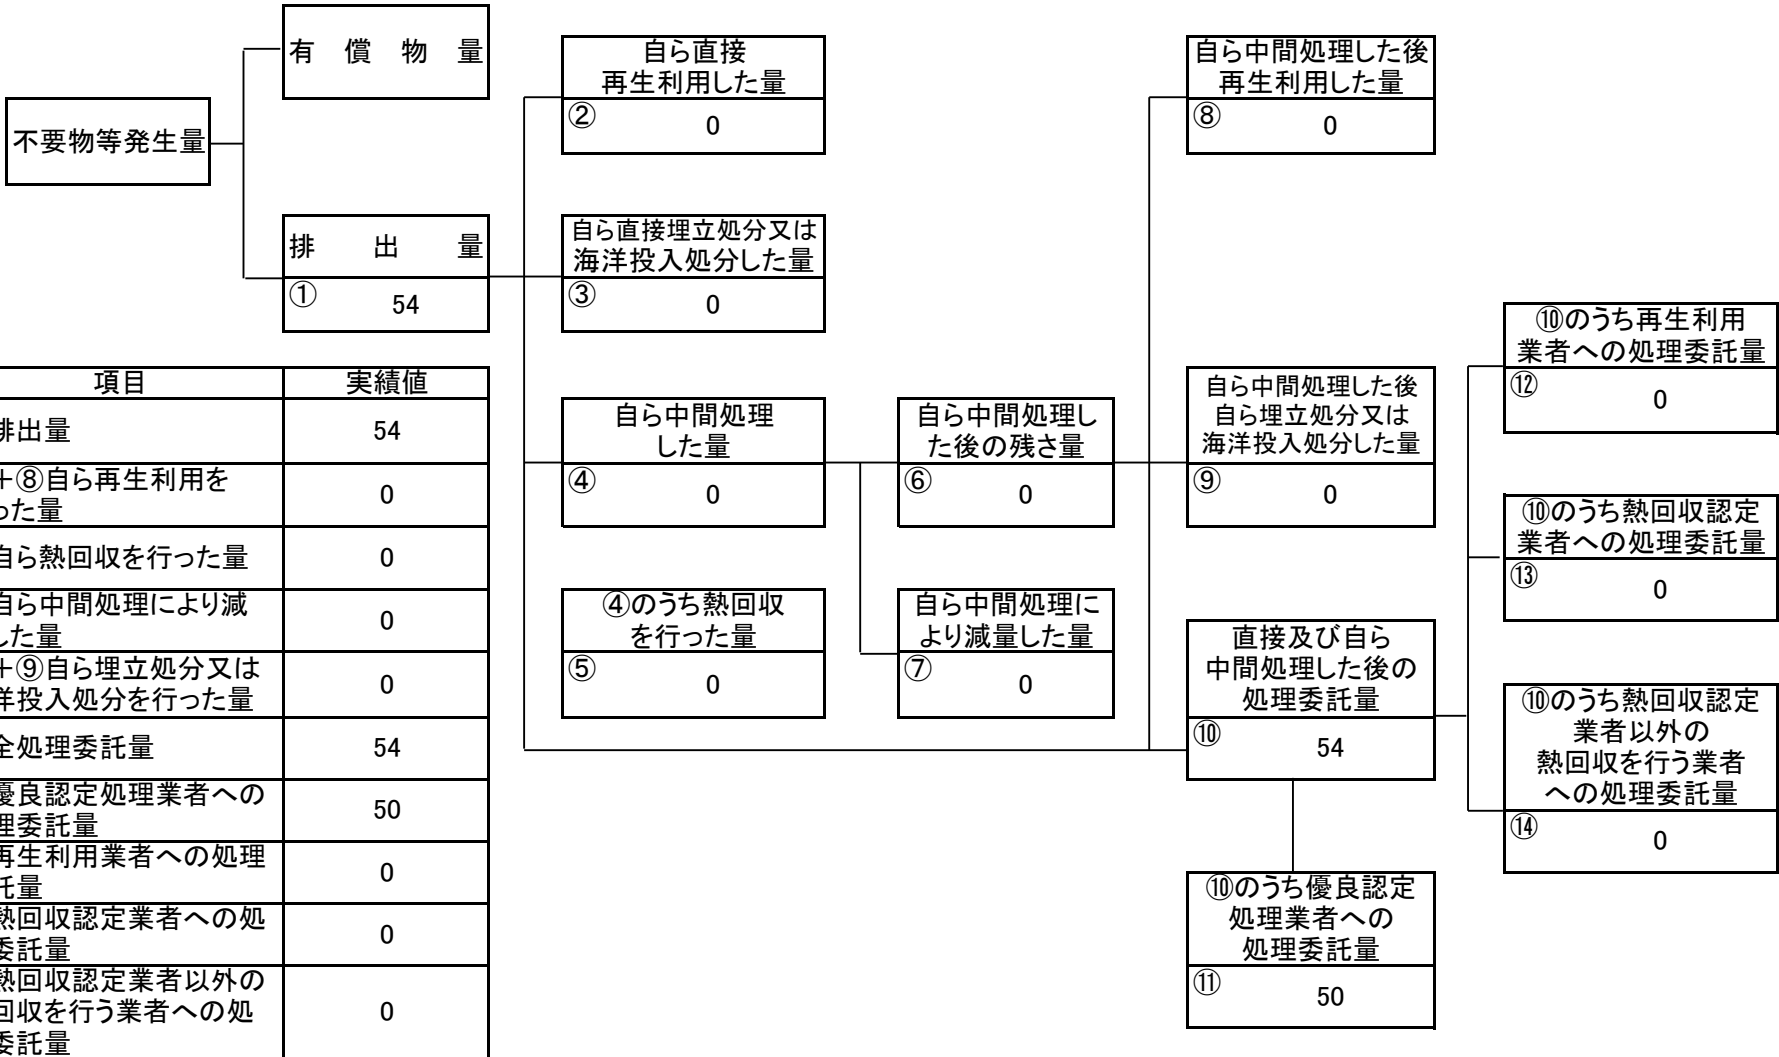 有 償 物 量
不要物等発生量
排 出 量
① 54
自ら直接
再生利用した量
② 0
自ら直接埋立処分又は
海洋投入処分した量
③ 0
自ら中間処理
した量
④ 0
④のうち熱回収
を行った量
⑤ 0
自ら中間処理し
た後の残さ量
⑥ 0
自ら中間処理に
より減量した量
⑦ 0
自ら中間処理した後
再生利用した量
⑧ 0
自ら中間処理した後
自ら埋立処分又は
海洋投入処分した量
⑨ 0
直接及び自ら
中間処理した後の
処理委託量
⑩ 54
⑩のうち優良認定
処理業者への
処理委託量
⑪ 50
⑩のうち再生利用
業者への処理委託量
⑫ 0
⑩のうち熱回収認定
業者への処理委託量
⑬ 0
⑩のうち熱回収認定
業者以外の
熱回収を行う業者
への処理委託量
⑭ 0
項目 実績値
排出量 54
+⑧自ら再生利用を
った量 0
自ら熱回収を行った量 0
自ら中間処理により減
した量 0
+⑨自ら埋立処分又は
洋投入処分を行った量 0
全処理委託量 54
優良認定処理業者への
理委託量 50
再生利用業者への処理
託量 0
熱回収認定業者への処
委託量 0
熱回収認定業者以外の
回収を行う業者への処
委託量 0